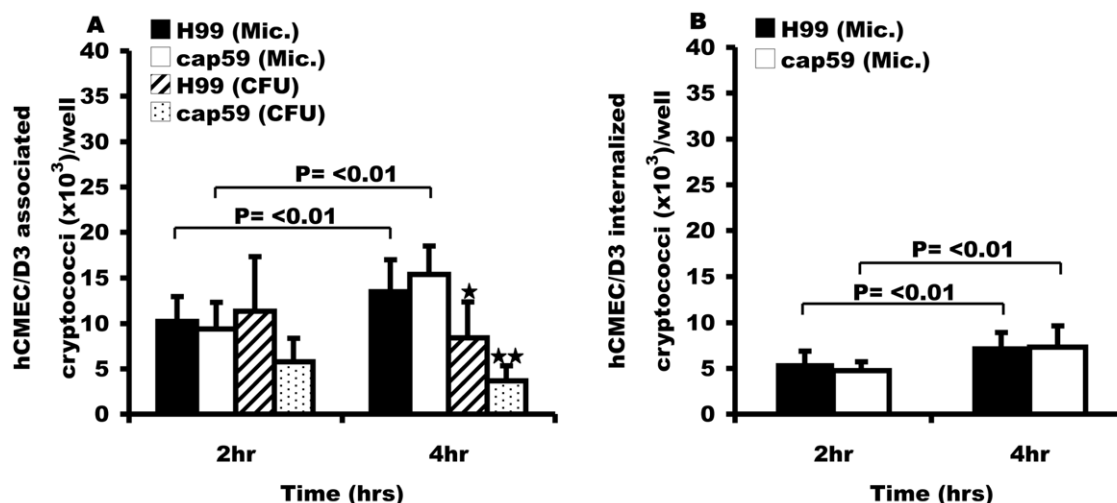 A
H99 (Mic.)
cap59 (Mic.)
H99 (CFU)
cap59 (CFU)
hCMEC/D3 associated
cryptococci (x10³)/well
40
35
30
25
20
15
10
5
0
P= <0.01
P= <0.01
★
★★
2hr
4hr
Time (hrs)
B
H99 (Mic.)
cap59 (Mic.)
hCMEC/D3 internalized
cryptococci (x10³)/well
40
35
30
25
20
15
10
5
0
P= <0.01
P= <0.01
2hr
4hr
Time (hrs)